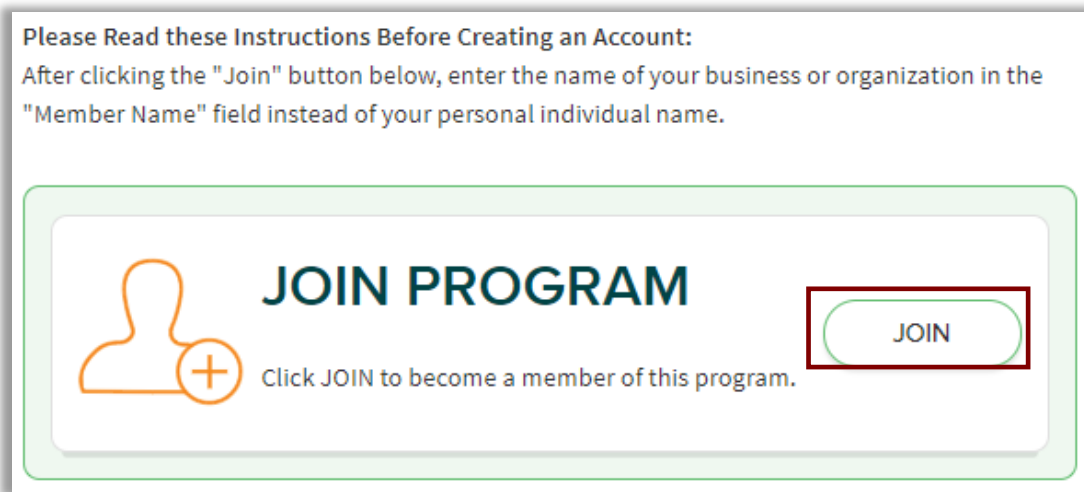 Please Read these Instructions Before Creating an Account:
After clicking the "Join" button below, enter the name of your business or organization in the
"Member Name" field instead of your personal individual name.
JOIN PROGRAM
JOIN
Click JOIN to become a member of this program.